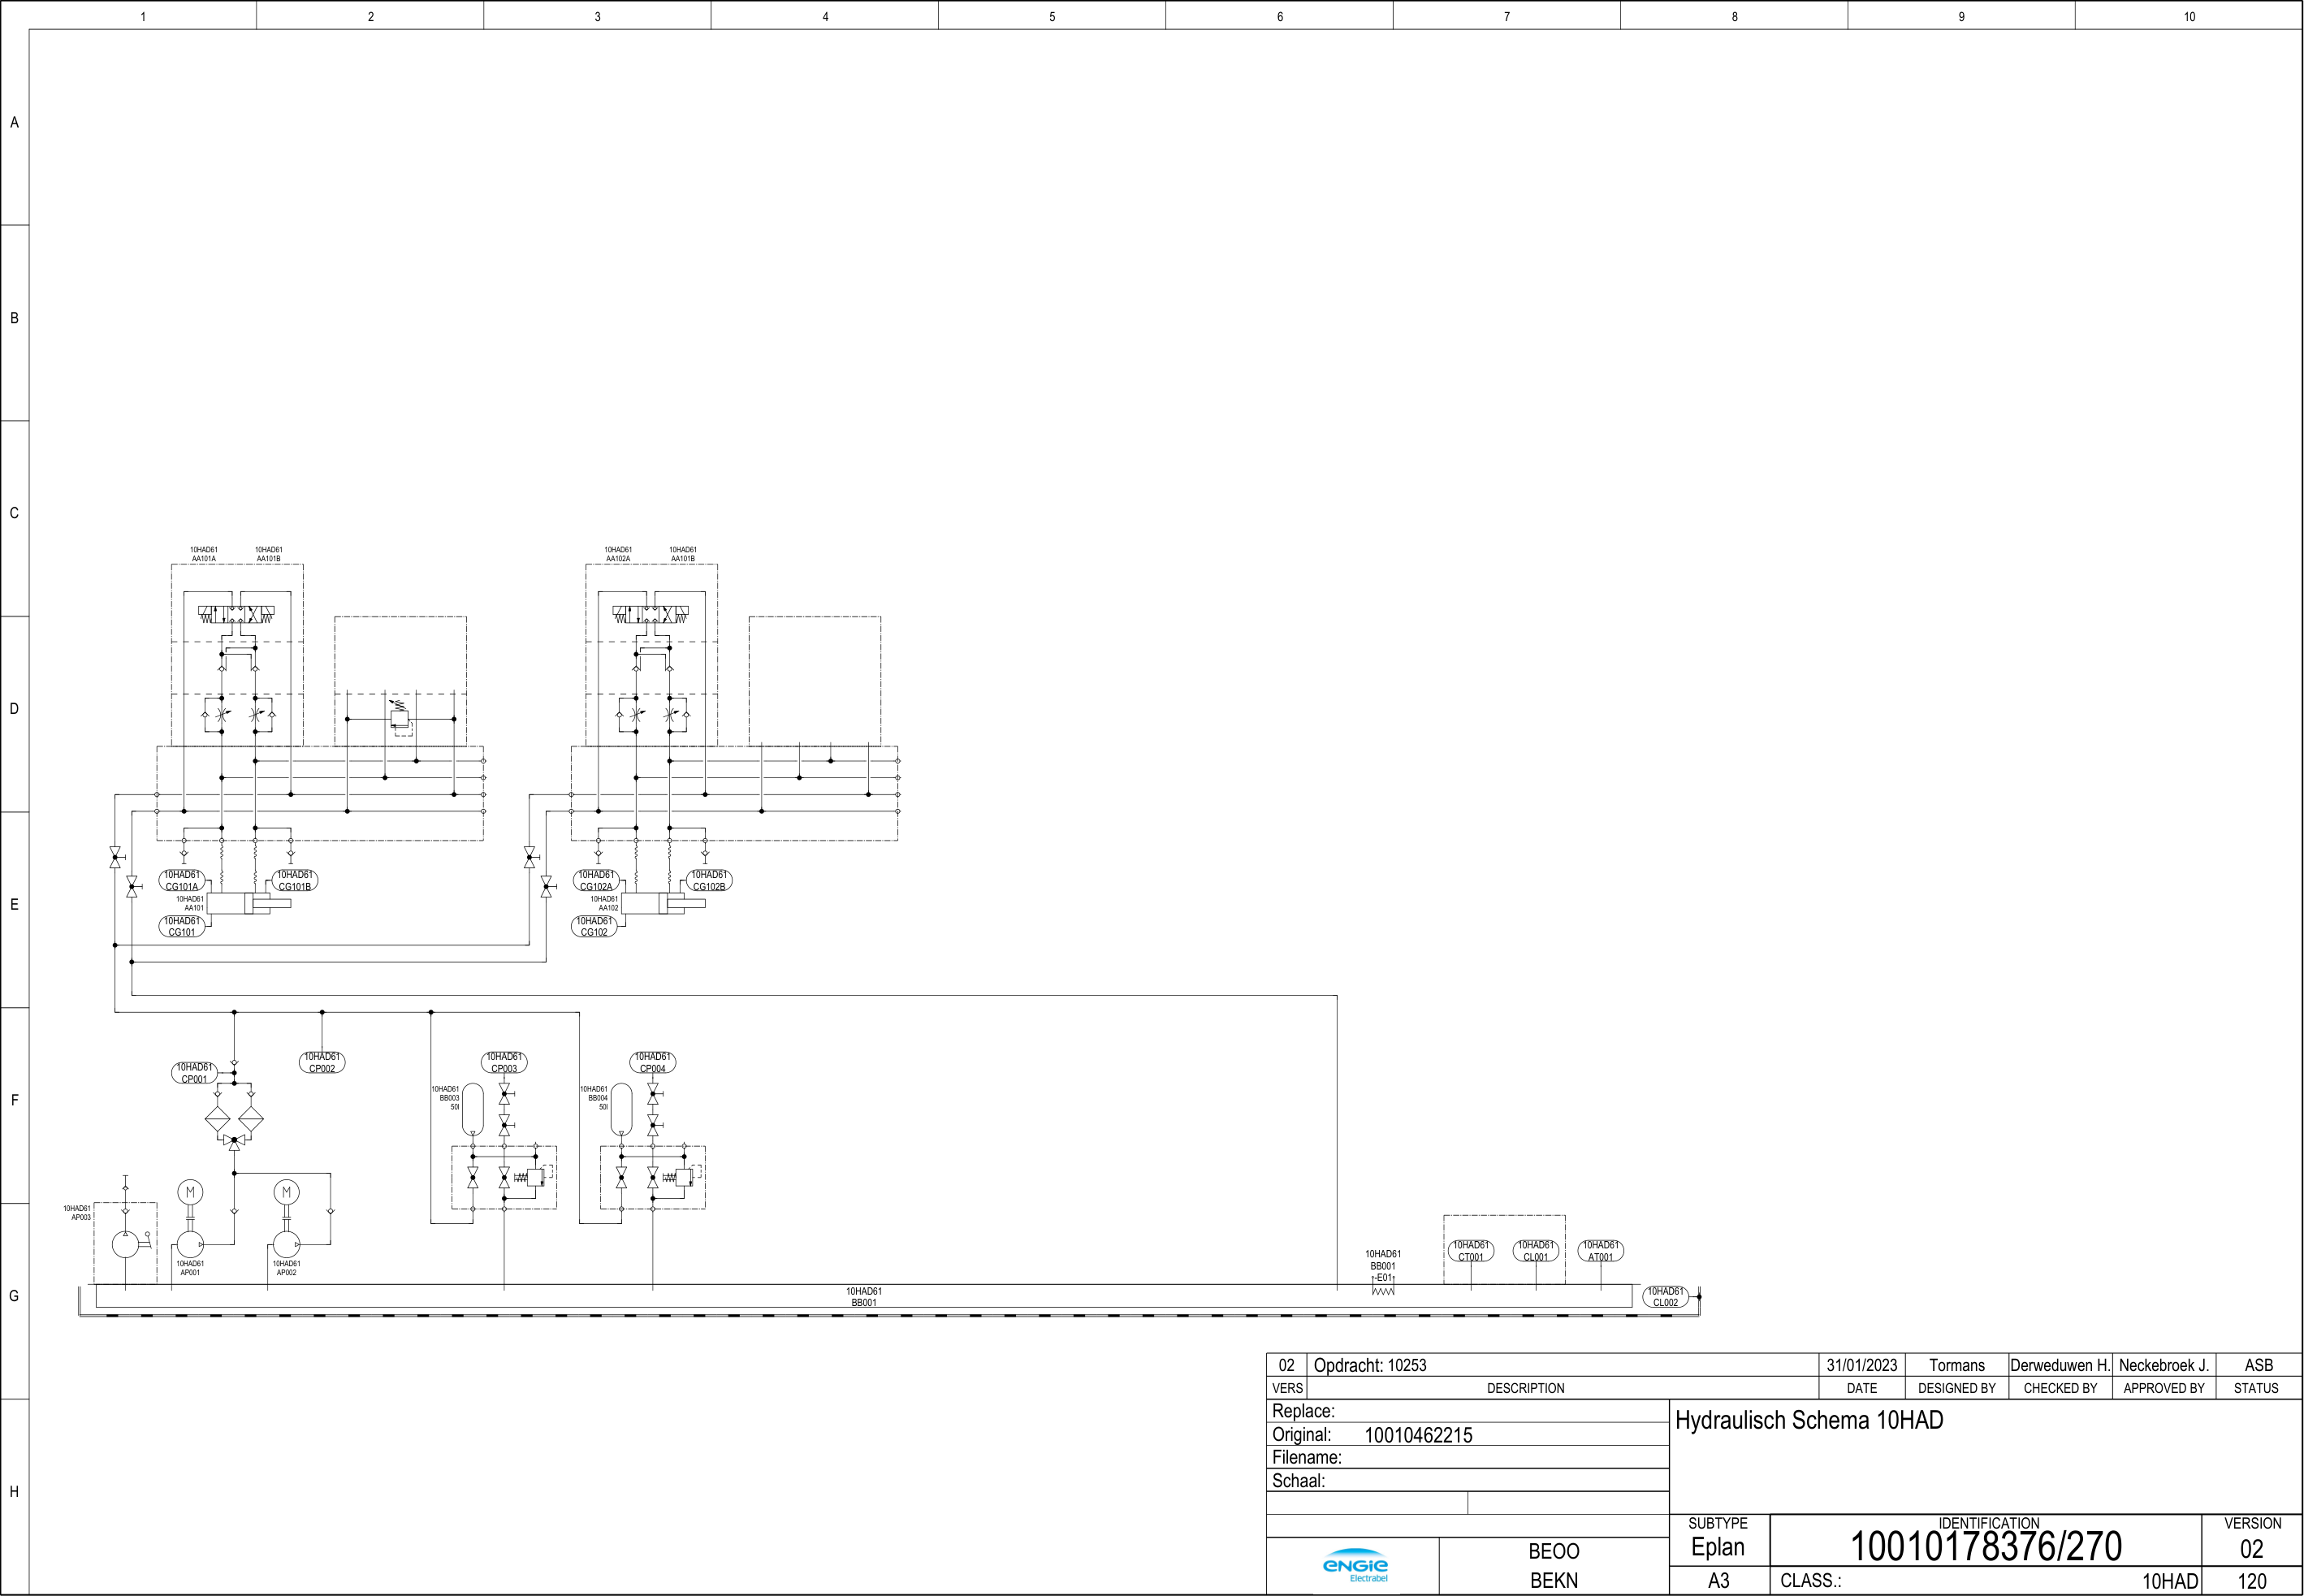 1 2 3 4 5 6 7 8 9 10
A
B
C
D
E
F
G
H
10HAD61 10HAD61 10HAD61 10HAD61
AA101A AA101B AA102A AA101B
10HAD61
CG101A
10HAD61
CG101B
10HAD61
AA101
10HAD61
CG101
10HAD61
CG102A
10HAD61
CG102B
10HAD61
AA102
10HAD61
CG102
10HAD61
CP001
10HAD61
CP002
10HAD61
CP003
10HAD61
CP004
10HAD61
BB003
50l
10HAD61
BB004
50l
10HAD61
AP003
M
M
10HAD61
AP001
10HAD61
AP002
10HAD61
BB001
-E01
10HAD61
CT001
10HAD61
CL001
10HAD61
AT001
10HAD61
BB001
10HAD61
CL002
02 Opdracht: 10253 31/01/2023 Tormans Derweduwen H. Neckebroek J. ASB
VERS DESCRIPTION DATE DESIGNED BY CHECKED BY APPROVED BY STATUS
Replace:
Original: 10010462215
Filename:
Schaal:
Hydraulisch Schema 10HAD
SUBTYPE IDENTIFICATION VERSION
Eplan 10010178376/270 02
A3 CLASS.: 10HAD 120
ENGIE
Electrabel
BEOO
BEKN